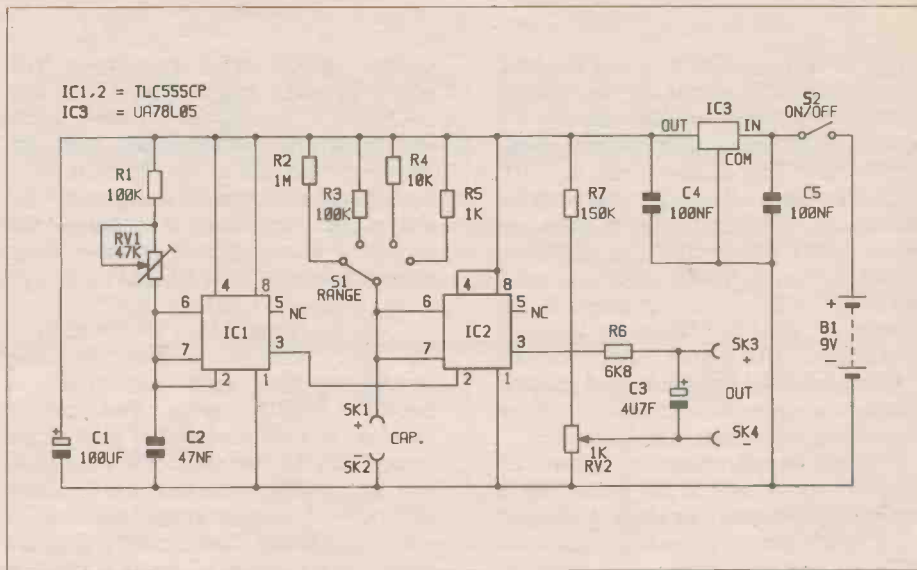 IC1,2 = TLC555CP
IC3 = UA78L05
S2
ON/OFF
IC3
OUT
IN
COM
R1
100K
R2
1M
R3
100K
R4
10K
R5
1K
R7
150K
C4
100NF
C5
100NF
RV1
47K
S1
RANGE
4
8
6
5
NC
IC1
7
3
2
1
4
8
6
5
NC
IC2
7
3
2
1
R6
6K8
SK3
+
+
C3
4U7F
OUT
SK4
-
+
B1
9V
-
SK1
+
CAP.
-
SK2
+
C1
100UF
C2
47NF
1K
RV2